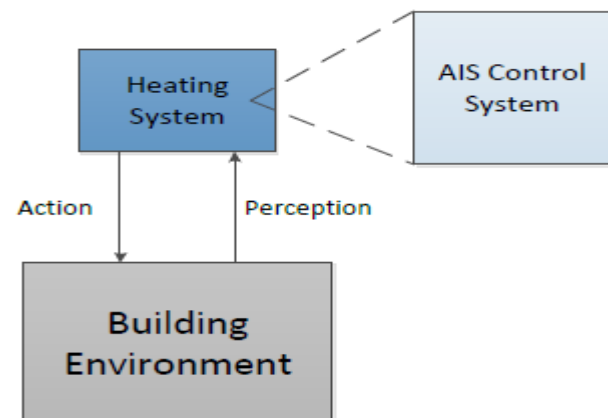 Heating
System
AIS Control
System
Action
Perception
Building
Environment